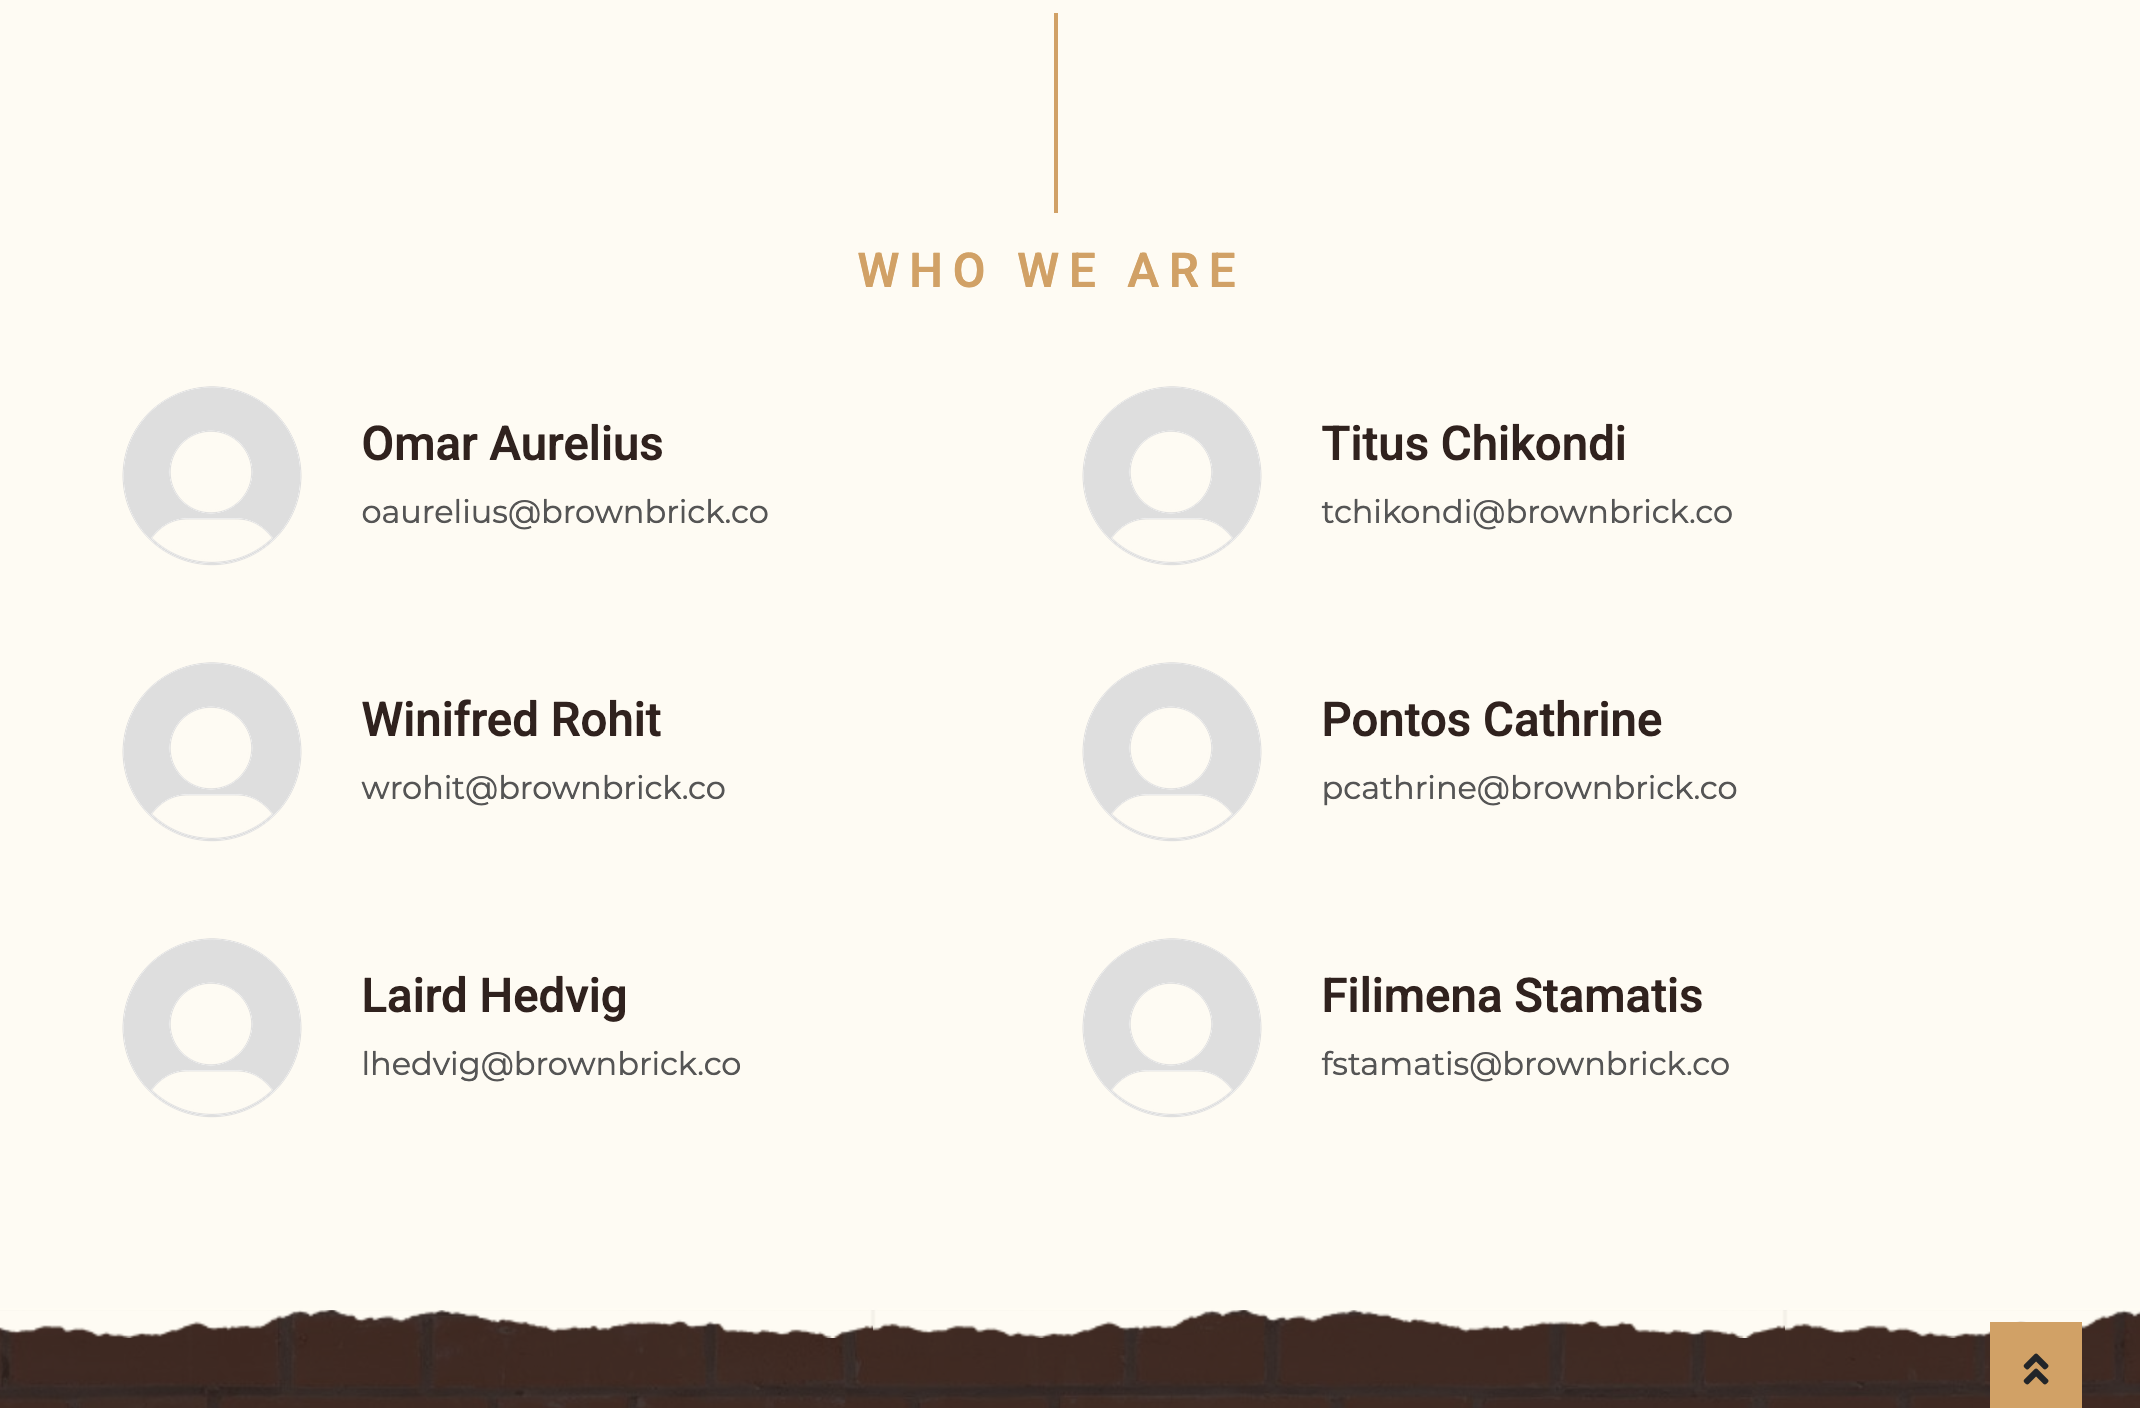 WHO WE ARE
Omar Aurelius
oaurelius@brownbrick.co
Titus Chikondi
tchikondi@brownbrick.co
Winifred Rohit
wrohit@brownbrick.co
Pontos Cathrine
pcathrine@brownbrick.co
Laird Hedvig
lhedvig@brownbrick.co
Filimena Stamatis
fstamatis@brownbrick.co